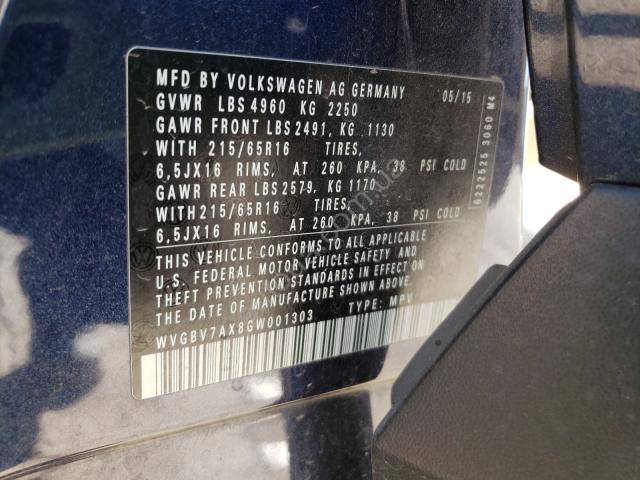 MFD BY VOLKSWAGEN AG GERMANY 05/15
GVWR LBS 4960 KG 2250
GAWR FRONT LBS 2491, KG 1130
WITH 215/65R16 TIRES,
6,5JX16 RIMS, AT 260 KPA, 38 PSI COLD
GAWR REAR LBS 2579, KG 1170
WITH 215/65R16 TIRES,
6,5JX16 RIMS, AT 260 KPA, 38 PSI COLD
THIS VEHICLE CONFORMS TO ALL APPLICABLE
U.S. FEDERAL MOTOR VEHICLE SAFETY AND
THEFT PREVENTION STANDARDS IN EFFECT ON
THE DATE OF MANUFACTURE SHOWN ABOVE.
WVGBV7AX8GW001303 TYPE: MPV
6222525 3060 M4